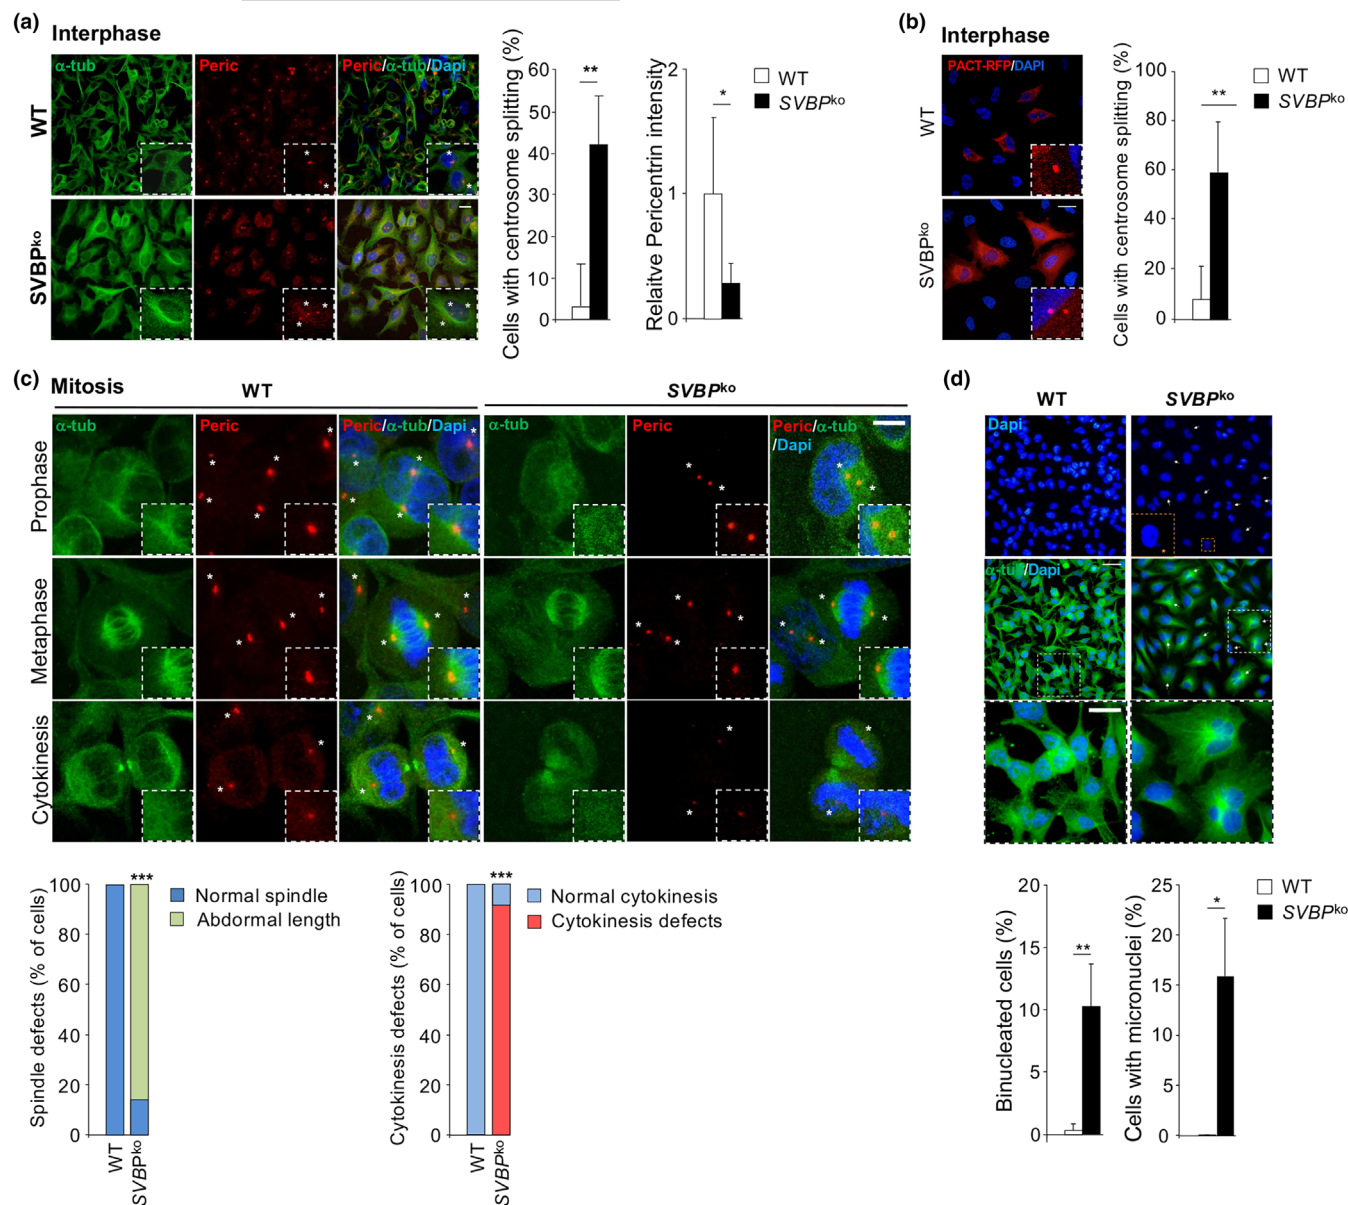 (a) Interphase
α-tub Peric Peric/α-tub/Dapi
WT
SVBPko
Cells with centrosome splitting (%)
60
50
40
30
20
10
0
**
Relaitve Pericentrin intensity
2
1
0
*
WT
SVBPko
(b) Interphase
PACT-RFP/DAPI
WT
SVBPko
Cells with centrosome splitting (%)
100
80
60
40
20
0
**
WT
SVBPko
(c) Mitosis
WT SVBPko
α-tub Peric Peric/α-tub/Dapi α-tub Peric Peric/α-tub
/Dapi
Prophase
Metaphase
Cytokinesis
Spindle defects (% of cells)
100
80
60
40
20
0
***
WT
SVBPko
Normal spindle
Abdormal length
Cytokinesis defects (% of cells)
100
80
60
40
20
0
***
WT
SVBPko
Normal cytokinesis
Cytokinesis defects
(d)
WT SVBPko
Dapi
α-tub/Dapi
Binucleated cells (%)
20
15
10
5
0
**
Cells with micronuclei (%)
25
20
15
10
5
0
*
WT
SVBPko